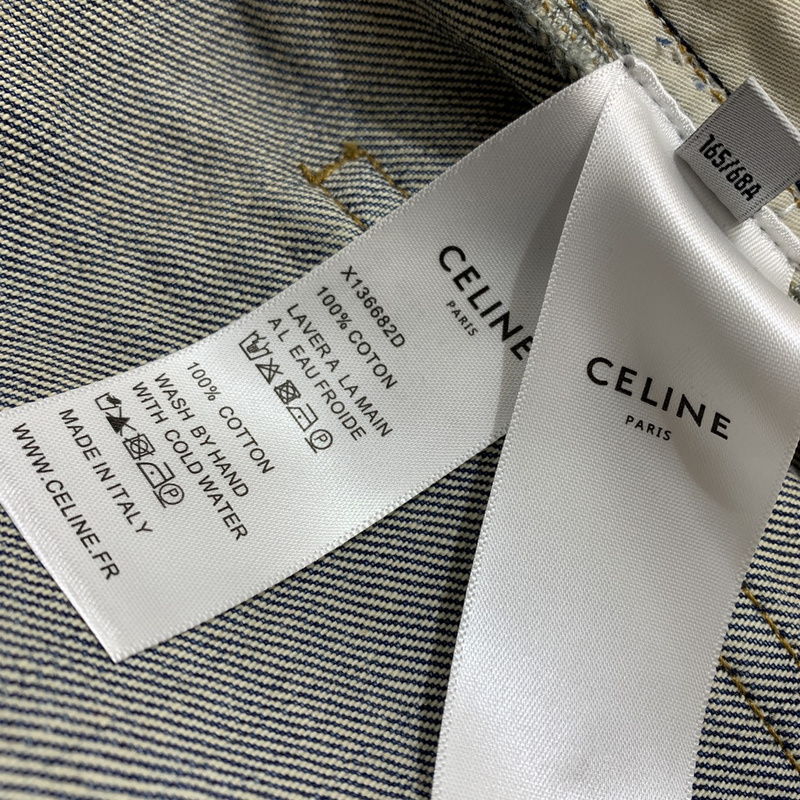 CELINE
PARIS
X136682D
100% COTON
LAVER A LA MAIN
A L EAU FROIDE
P
100% COTTON
WASH BY HAND
WITH COLD WATER
P
MADE IN ITALY
WWW.CELINE.FR
CELINE
PARIS
165/68A